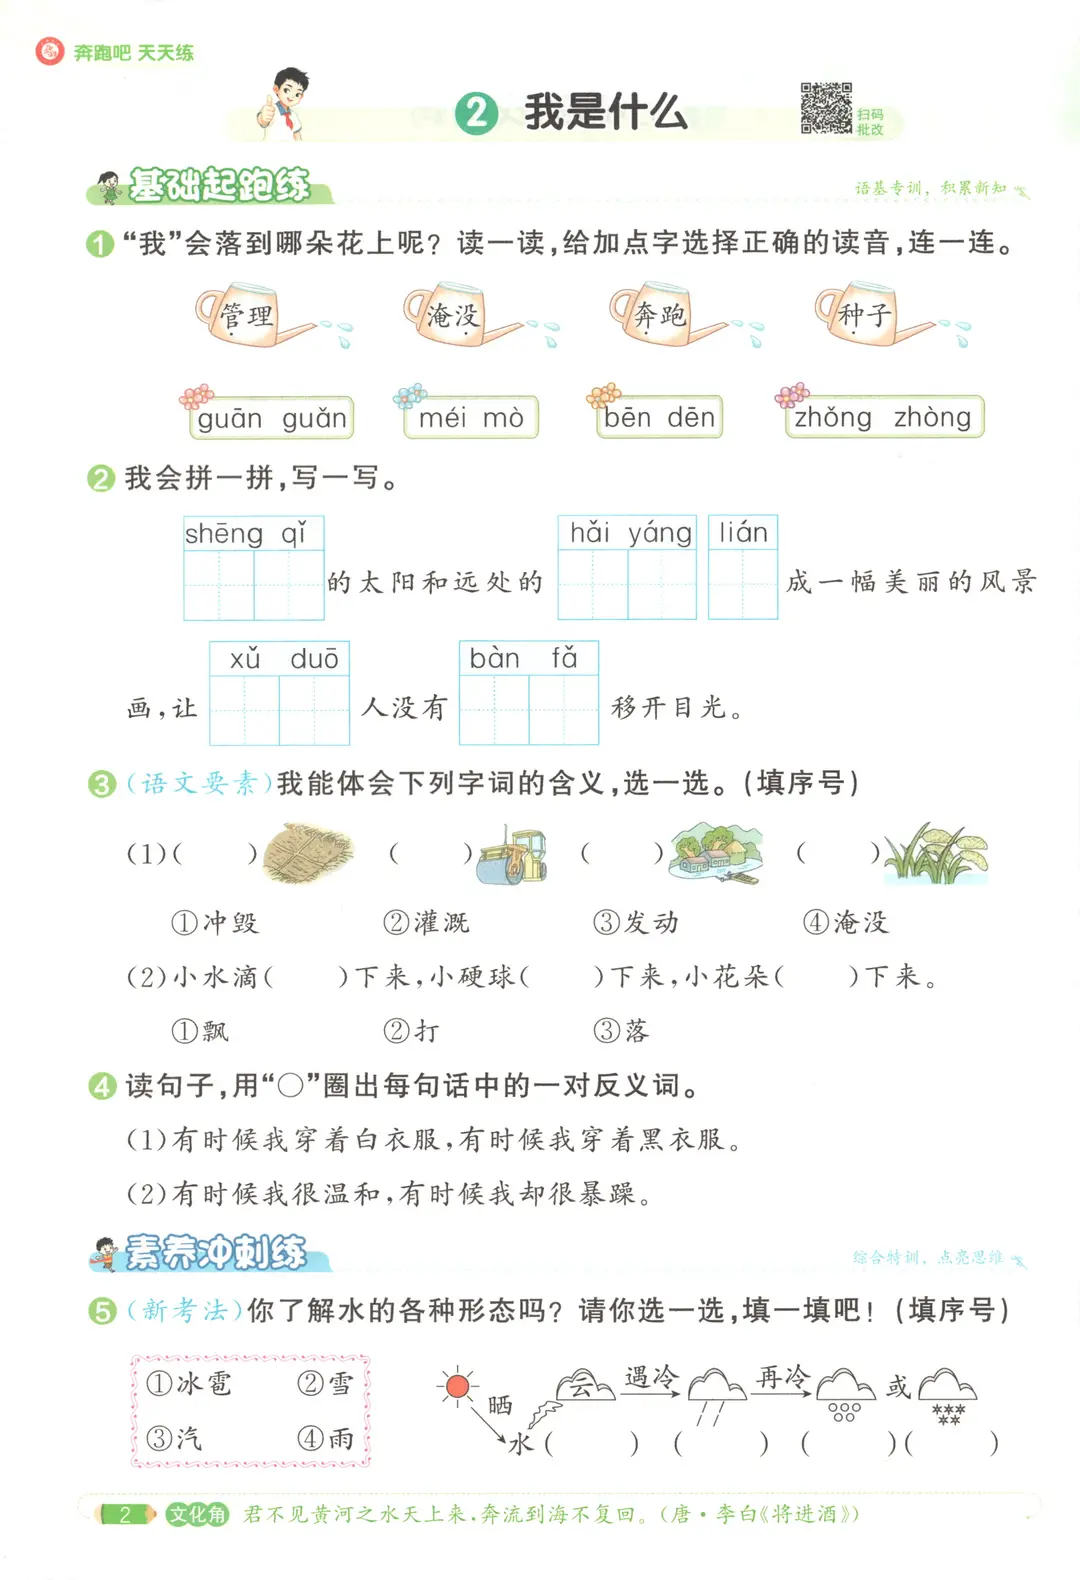 奔跑吧 天天练
2 我是什么
扫码
批改
基础起跑练
语基专训，积累新知
1 “我”会落到哪朵花上呢？读一读，给加点字选择正确的读音，连一连。
管理 淹没 奔跑 种子
guān guǎn méi mò bēn dēn zhǒng zhòng
2 我会拼一拼，写一写。
shēng qǐ hǎi yáng lián
的太阳和远处的 成一幅美丽的风景
xǔ duō bàn fǎ
画，让 人没有 移开目光。
3 （语文要素）我能体会下列字词的含义，选一选。（填序号）
（1）（ ） （ ） （ ） （ ）
①冲毁 ②灌溉 ③发动 ④淹没
（2）小水滴（ ）下来，小硬球（ ）下来，小花朵（ ）下来。
①飘 ②打 ③落
4 读句子，用“○”圈出每句话中的一对反义词。
（1）有时候我穿着白衣服，有时候我穿着黑衣服。
（2）有时候我很温和，有时候我却很暴躁。
素养冲刺练
综合特训，点亮思维
5 （新考法）你了解水的各种形态吗？请你选一选，填一填吧！（填序号）
①冰雹 ②雪
③汽 ④雨
晒 云 遇冷 再冷 或
水（ ） （ ） （ ）（ ）
2 文化角 君不见黄河之水天上来，奔流到海不复回。（唐·李白《将进酒》）